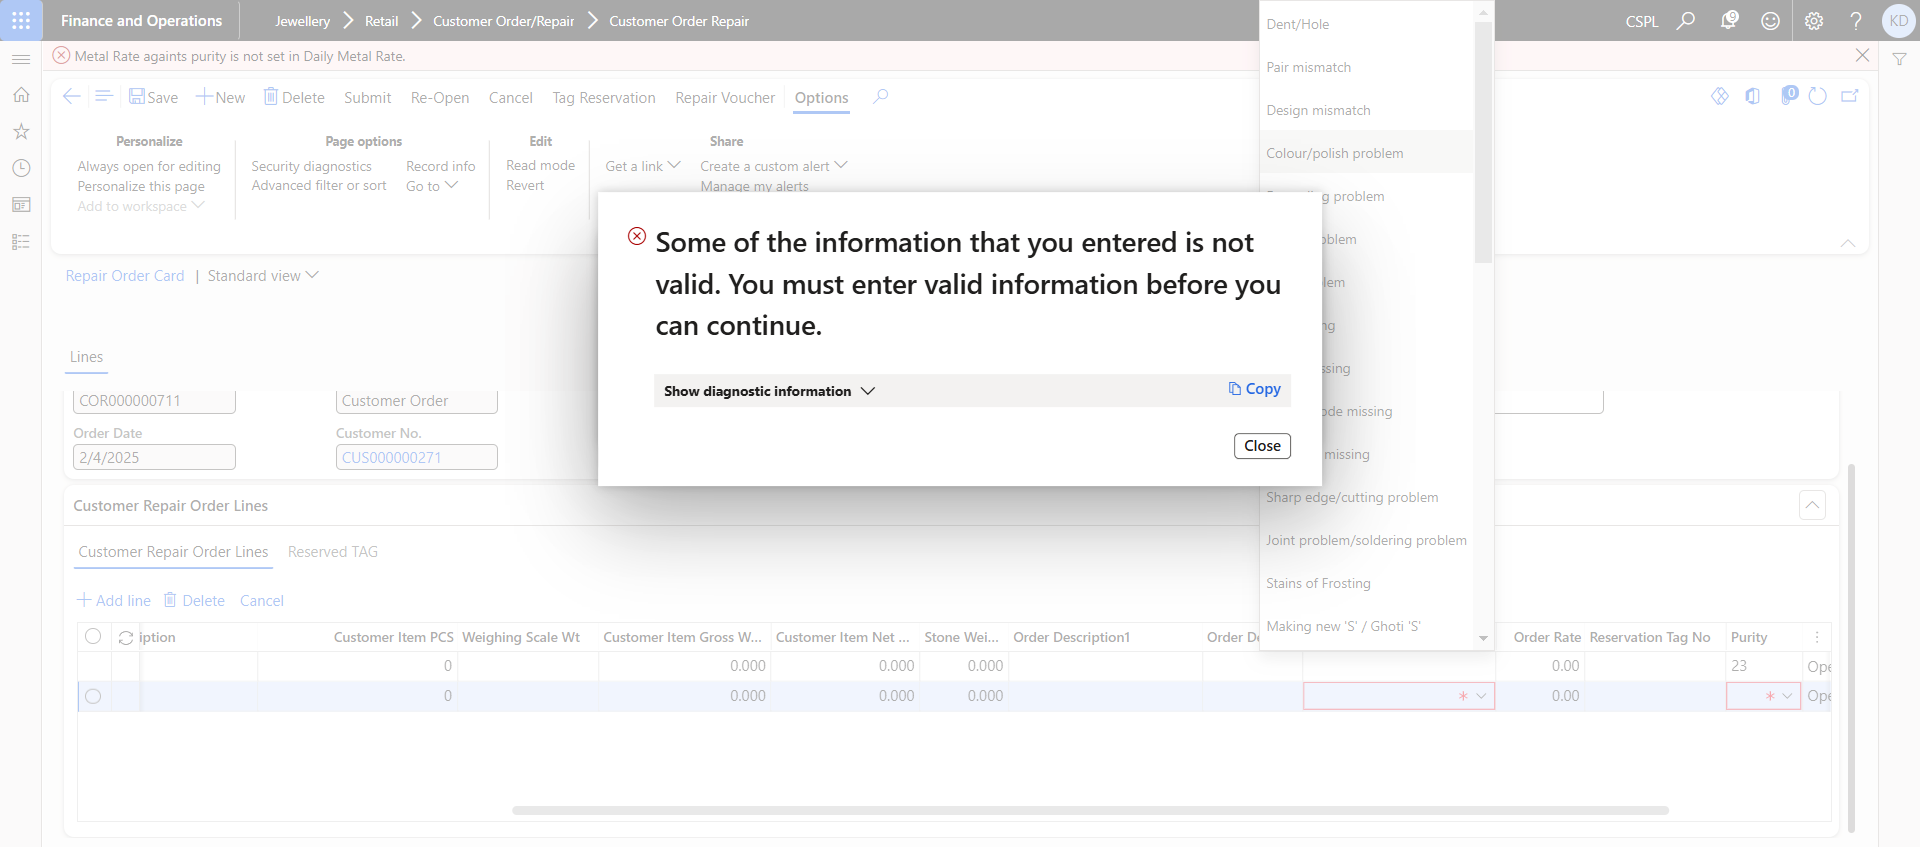 Finance and Operations
Jewellery
Retail
Customer Order/Repair
Customer Order Repair
CSPL
9
KD
Metal Rate againts purity is not set in Daily Metal Rate.
Save
New
Delete
Submit
Re-Open
Cancel
Tag Reservation
Repair Voucher
Options
0
Personalize
Always open for editing
Personalize this page
Add to workspace
Page options
Security diagnostics
Advanced filter or sort
Record info
Go to
Edit
Read mode
Revert
Share
Get a link
Create a custom alert
Manage my alerts
Repair Order Card | Standard view
Lines
COR000000711
Customer Order
Order Date
2/4/2025
Customer No.
CUS000000271
Some of the information that you entered is not
valid. You must enter valid information before you
can continue.
Show diagnostic information
Copy
Close
Dent/Hole
Pair mismatch
Design mismatch
Colour/polish problem
g problem
blem
lem
ng
ssing
ode missing
missing
Sharp edge/cutting problem
Joint problem/soldering problem
Stains of Frosting
Making new 'S' / Ghoti 'S'
Customer Repair Order Lines
Customer Repair Order Lines
Reserved TAG
Add line
Delete
Cancel
iption
Customer Item PCS
Weighing Scale Wt
Customer Item Gross W...
Customer Item Net ...
Stone Wei...
Order Description1
Order De
Order Rate
Reservation Tag No
Purity
0
0.000
0.000
0.000
0.00
23
Ope
0
0.000
0.000
0.000
*
0.00
*
Ope